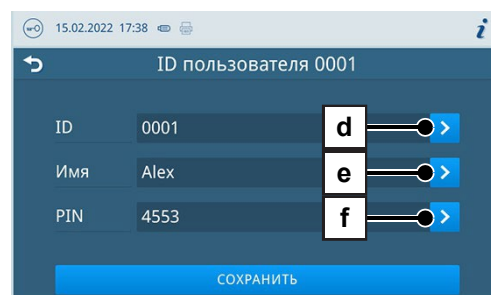 15.02.2022 17:38
ID пользователя 0001
ID 0001 d
Имя Alex e
PIN 4553 f
СОХРАНИТЬ